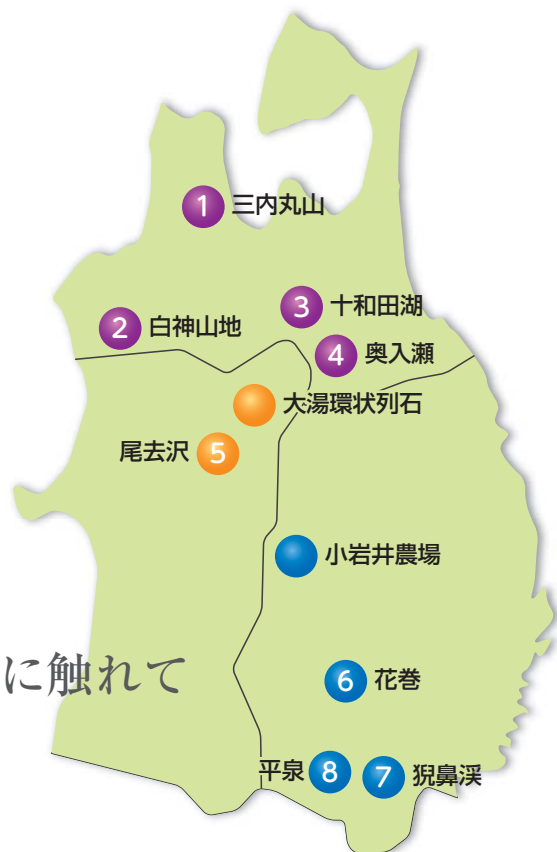 1 三内丸山
3 十和田湖
2 白神山地
4 奥入瀬
大湯環状列石
尾去沢 5
小岩井農場
に触れて
6 花巻
平泉 8
7 猊鼻渓